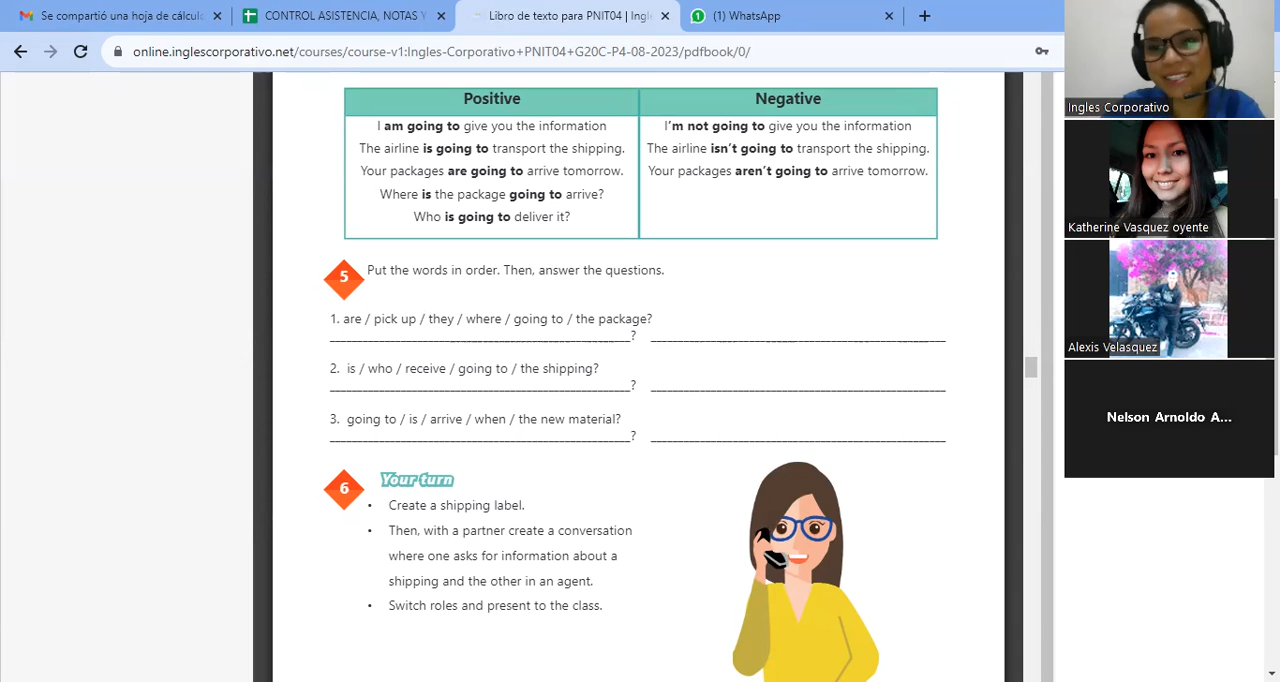 Se compartió una hoja de cálcul
CONTROL ASISTENCIA, NOTAS Y
Libro de texto para PNIT04 | Ingl
(1) WhatsApp
online.inglescorporativo.net/courses/course-v1:Ingles-Corporativo+PNIT04+G20C-P4-08-2023/pdfbook/0/
Positive
Negative
I am going to give you the information
I'm not going to give you the information
The airline is going to transport the shipping.
The airline isn't going to transport the shipping.
Your packages are going to arrive tomorrow.
Your packages aren't going to arrive tomorrow.
Where is the package going to arrive?
Who is going to deliver it?
5
Put the words in order. Then, answer the questions.
1. are / pick up / they / where / going to / the package?
______________________? ______________________
2. is / who / receive / going to / the shipping?
______________________? ______________________
3. going to / is / arrive / when / the new material?
______________________? ______________________
6
Your turn
• Create a shipping label.
• Then, with a partner create a conversation
where one asks for information about a
shipping and the other in an agent.
• Switch roles and present to the class.
Ingles Corporativo
Katherine Vasquez oyente
Alexis Velasquez
Nelson Arnoldo A...